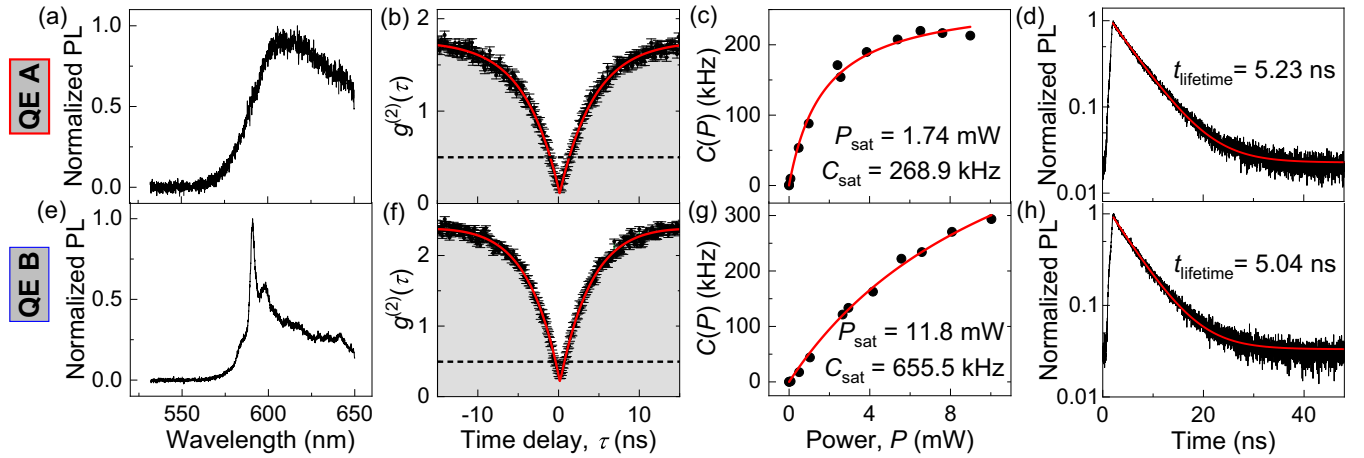 (a) (b) (c) (d)
QE A
Normalized PL
1.0
0.5
0.0
g(2)(τ)
2
1
0
C(P) (kHz)
200
100
0
Psat = 1.74 mW
Csat = 268.9 kHz
Normalized PL
1
0.1
0.01
tlifetime= 5.23 ns
(e) (f) (g) (h)
QE B
Normalized PL
1.0
0.5
0.0
550 600 650
Wavelength (nm)
g(2)(τ)
2
1
0
-10 0 10
Time delay, τ (ns)
C(P) (kHz)
300
200
100
0
Psat = 11.8 mW
Csat = 655.5 kHz
0 4 8
Power, P (mW)
Normalized PL
1
0.1
0.01
tlifetime= 5.04 ns
0 20 40
Time (ns)